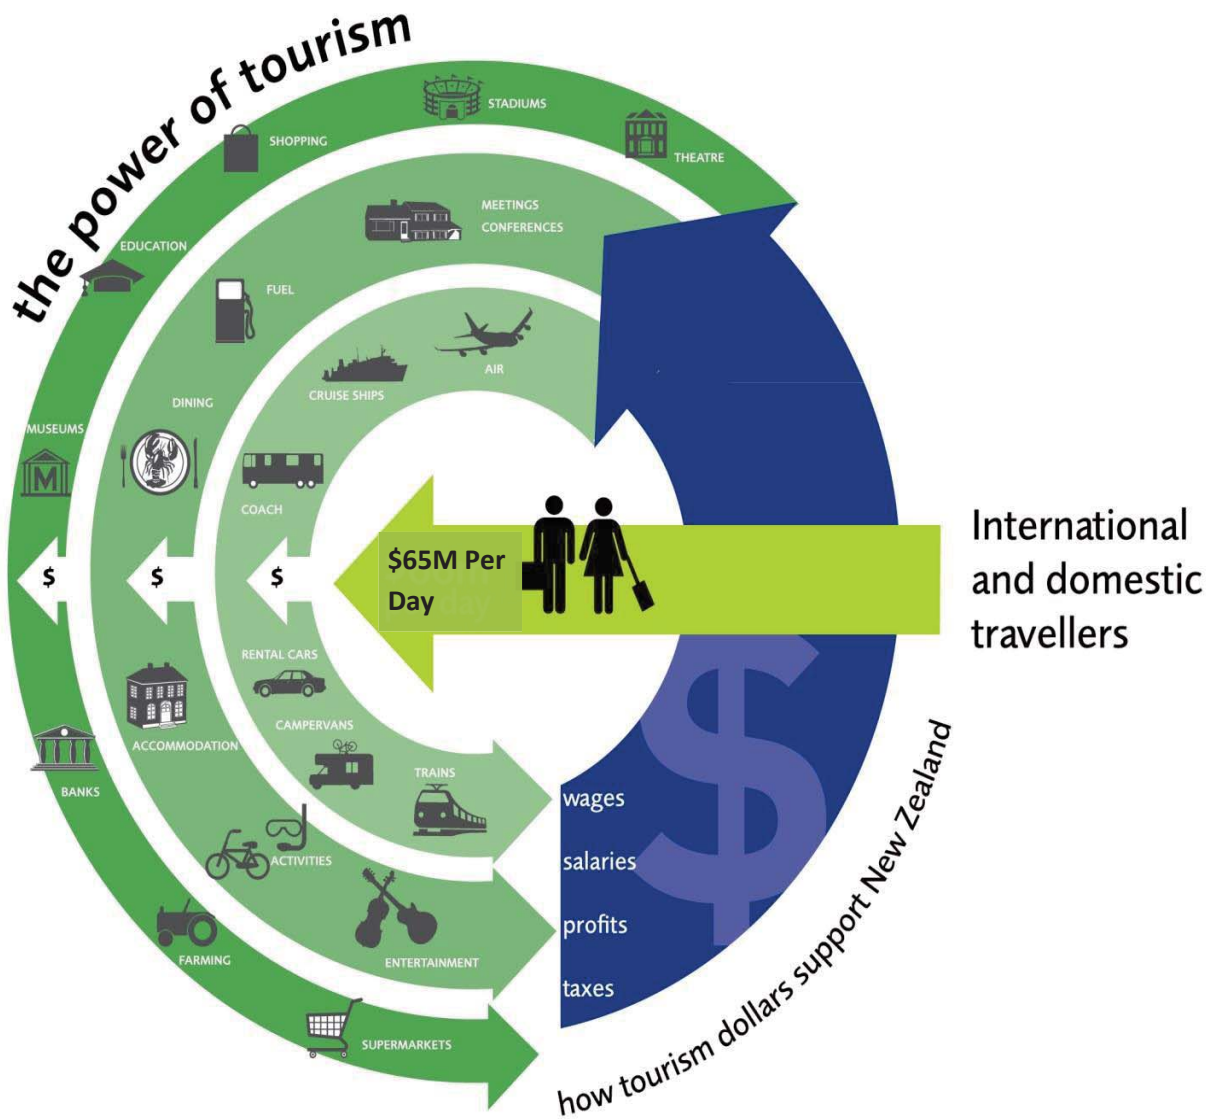 the power of tourism
STADIUMS
SHOPPING
THEATRE
MEETINGS
CONFERENCES
EDUCATION
FUEL
AIR
CRUISE SHIPS
DINING
MUSEUMS
M
COACH
International
and domestic
travellers
$65M Per
Day
$
$
$
RENTAL CARS
CAMPERVANS
ACCOMMODATION
TRAINS
BANKS
wages
salaries
profits
taxes
$
ACTIVITIES
FARMING
ENTERTAINMENT
SUPERMARKETS
how tourism dollars support New Zealand